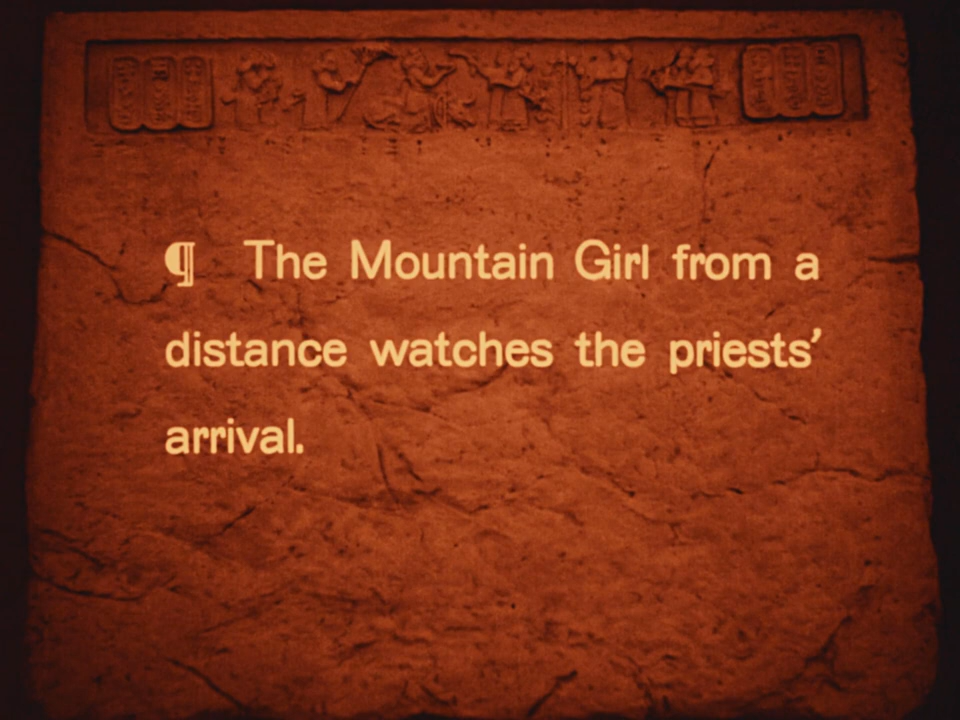 ¶ The Mountain Girl from a
distance watches the priests’
arrival.